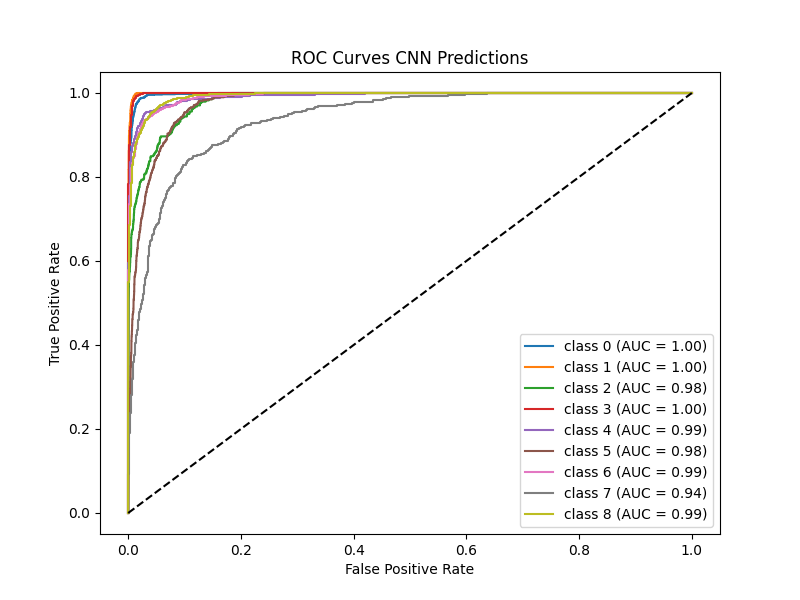 ROC Curves CNN Predictions
True Positive Rate
1.0
0.8
0.6
0.4
0.2
0.0
class 0 (AUC = 1.00)
class 1 (AUC = 1.00)
class 2 (AUC = 0.98)
class 3 (AUC = 1.00)
class 4 (AUC = 0.99)
class 5 (AUC = 0.98)
class 6 (AUC = 0.99)
class 7 (AUC = 0.94)
class 8 (AUC = 0.99)
0.0 0.2 0.4 0.6 0.8 1.0
False Positive Rate